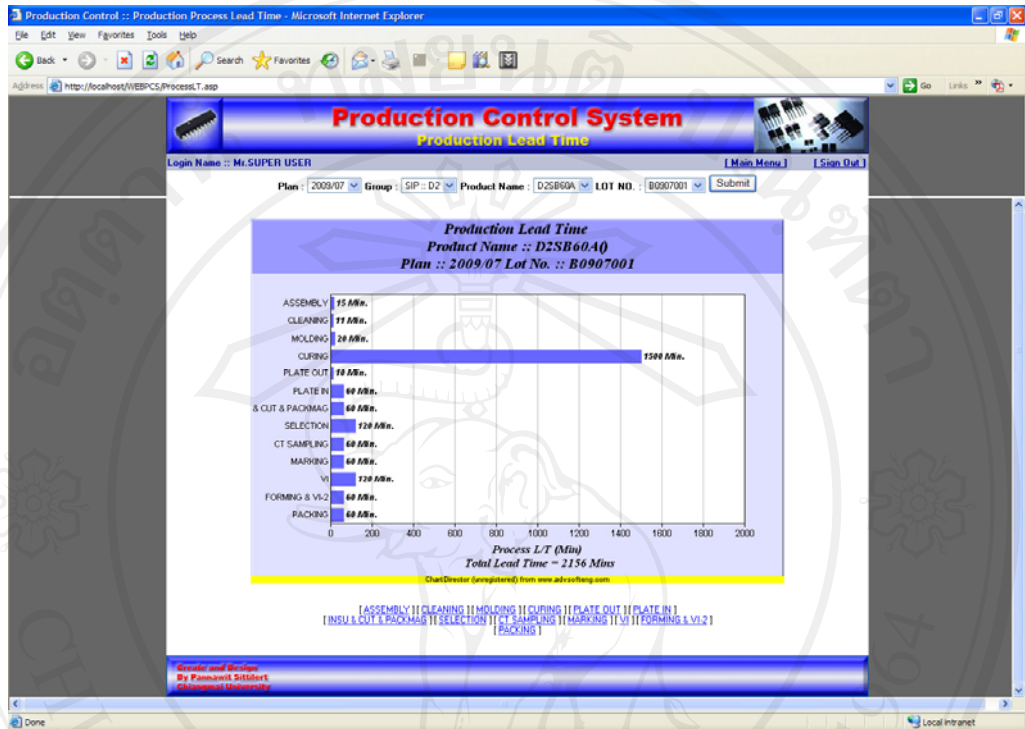 Production Control :: Production Process Lead Time - Microsoft Internet Explorer
File Edit View Favorites Tools Help
Back Search Favorites
Address http://localhost/WEBPCS/ProcessLT.asp Go Links »
Production Control System
Production Lead Time
Login Name :: Mr.SUPER USER [ Main Menu ] [ Sign Out ]
Plan : 2009/07 Group : SIP :: D2 Product Name : D2SB60A LOT NO. : B0907001 Submit
Production Lead Time
Product Name :: D2SB60A()
Plan :: 2009/07 Lot No. :: B0907001
ASSEMBLY 15 Min.
CLEANING 11 Min.
MOLDING 20 Min.
CURING 1500 Min.
PLATE OUT 10 Min.
PLATE IN 60 Min.
& CUT & PACKMAG 60 Min.
SELECTION 120 Min.
CT SAMPLING 60 Min.
MARKING 60 Min.
VI 120 Min.
FORMING & VI-2 60 Min.
PACKING 60 Min.
0 200 400 600 800 1000 1200 1400 1600 1800 2000
Process L/T (Min)
Total Lead Time = 2156 Mins
ChartDirector (unregistered) from www.advsofteng.com
[ ASSEMBLY ][ CLEANING ][ MOLDING ][ CURING ][ PLATE OUT ][ PLATE IN ]
[ INSU & CUT & PACKMAG ][ SELECTION ][ CT SAMPLING ][ MARKING ][ VI ][ FORMING & VI-2 ]
[ PACKING ]
Create and Design
By Pannawit Sittilert
Chiangmai University
Done Local intranet